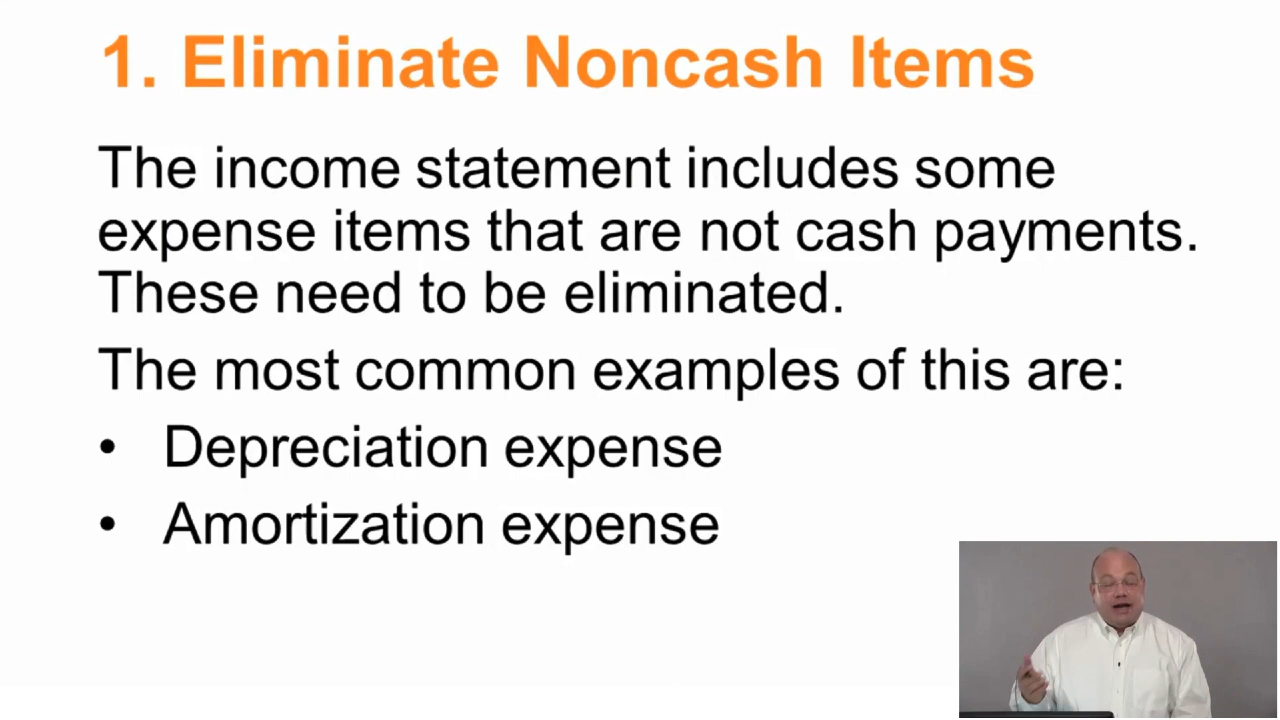 1. Eliminate Noncash Items
The income statement includes some
expense items that are not cash payments.
These need to be eliminated.
The most common examples of this are:
• Depreciation expense
• Amortization expense